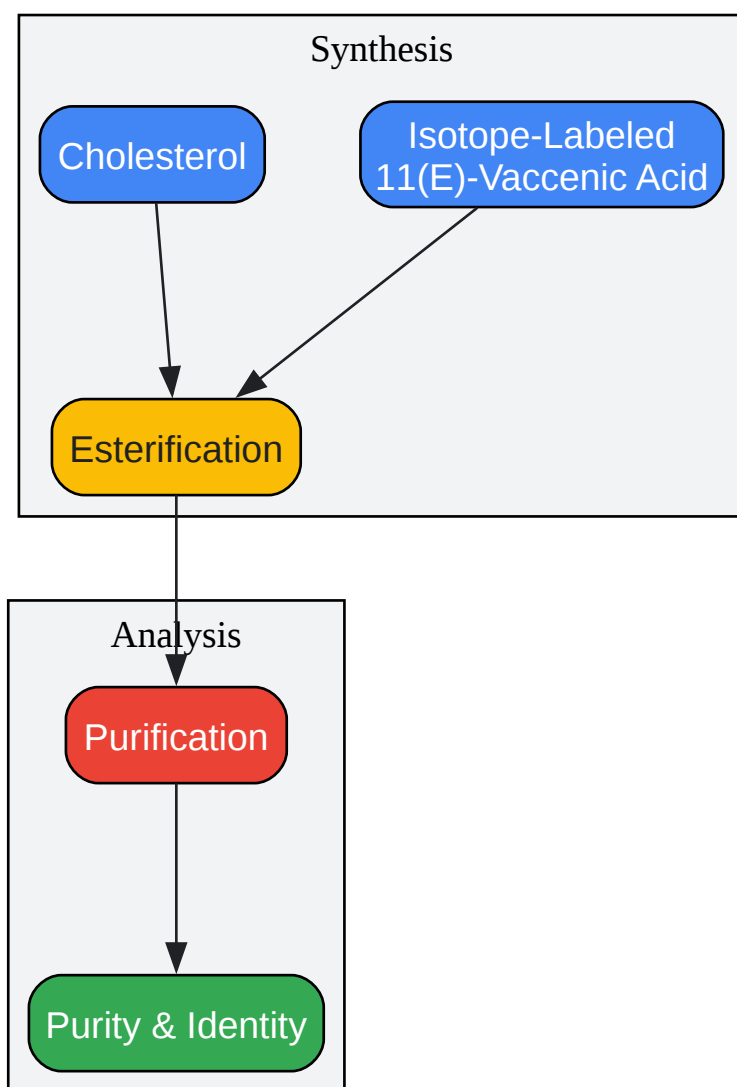 Synthesis
Cholesterol
Isotope-Labeled
11(E)-Vaccenic Acid
Esterification
Analysis
Purification
Purity & Identity